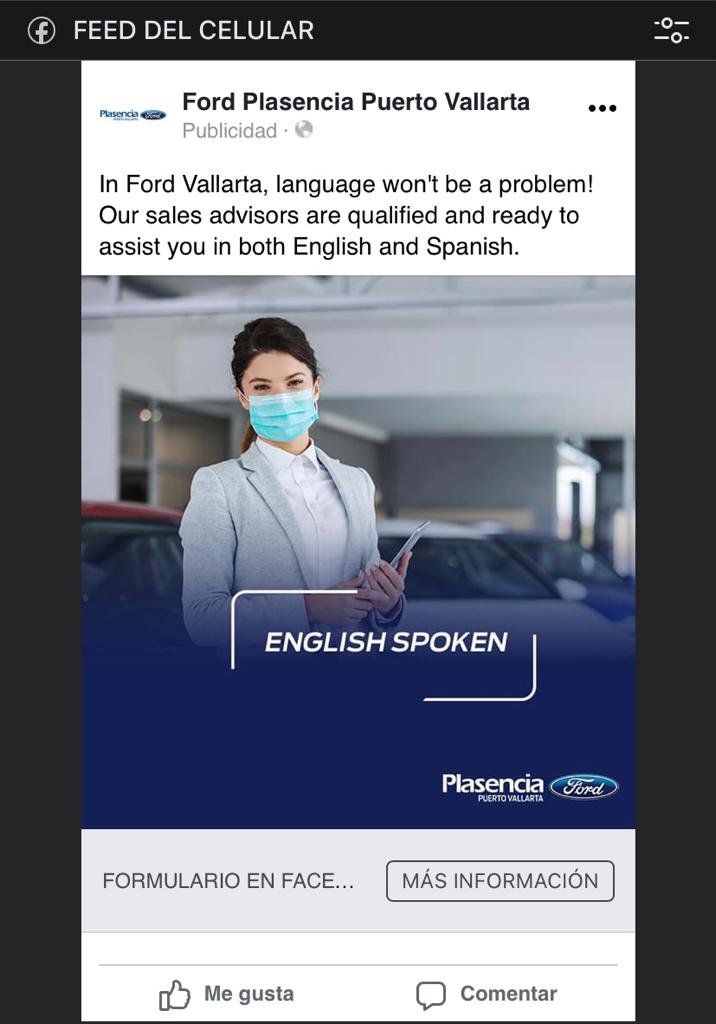 FEED DEL CELULAR
Plasencia Ford
PUERTO VALLARTA
Ford Plasencia Puerto Vallarta
Publicidad ·
In Ford Vallarta, language won't be a problem!
Our sales advisors are qualified and ready to
assist you in both English and Spanish.
ENGLISH SPOKEN
Plasencia Ford
PUERTO VALLARTA
FORMULARIO EN FACE...
MÁS INFORMACIÓN
Me gusta
Comentar